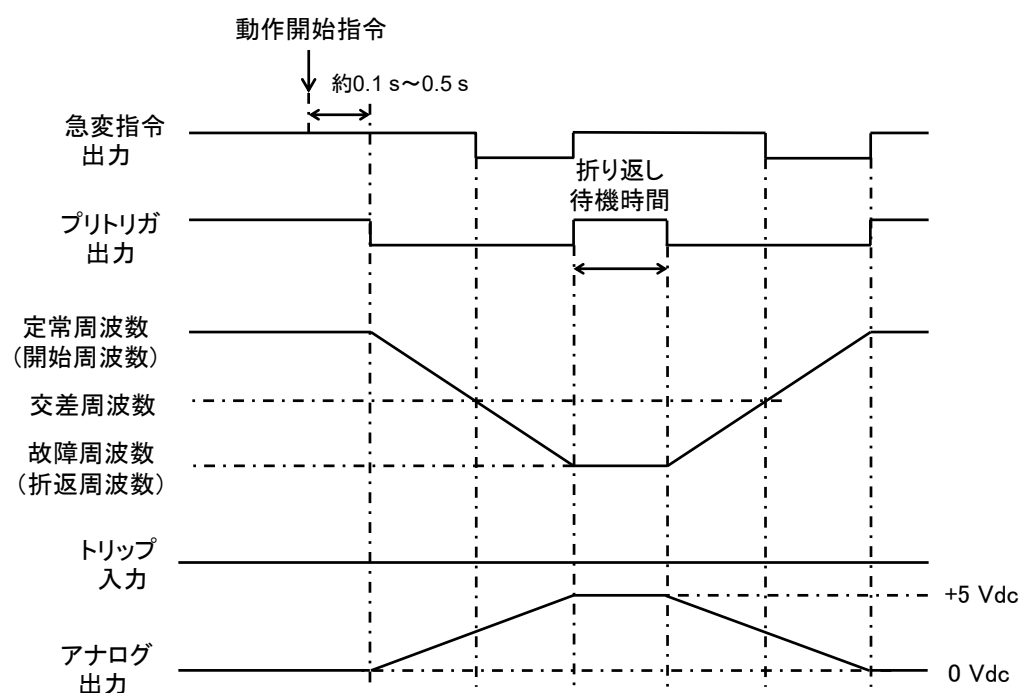 動作開始指令
約0.1 s～0.5 s
急変指令
出力
折り返し
待機時間
プリトリガ
出力
定常周波数
（開始周波数）
交差周波数
故障周波数
（折返周波数）
トリップ
入力
+5 Vdc
アナログ
出力
0 Vdc